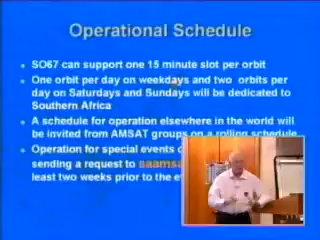 Operational Schedule
SO67 can support one 15 minute slot per orbit
One orbit per day on weekdays and two orbits per
day on Saturdays and Sundays will be dedicated to
Southern Africa
A schedule for operation elsewhere in the world will
be invited from AMSAT groups on a rolling schedule
Operation for special events
sending a request to
least two weeks prior to the